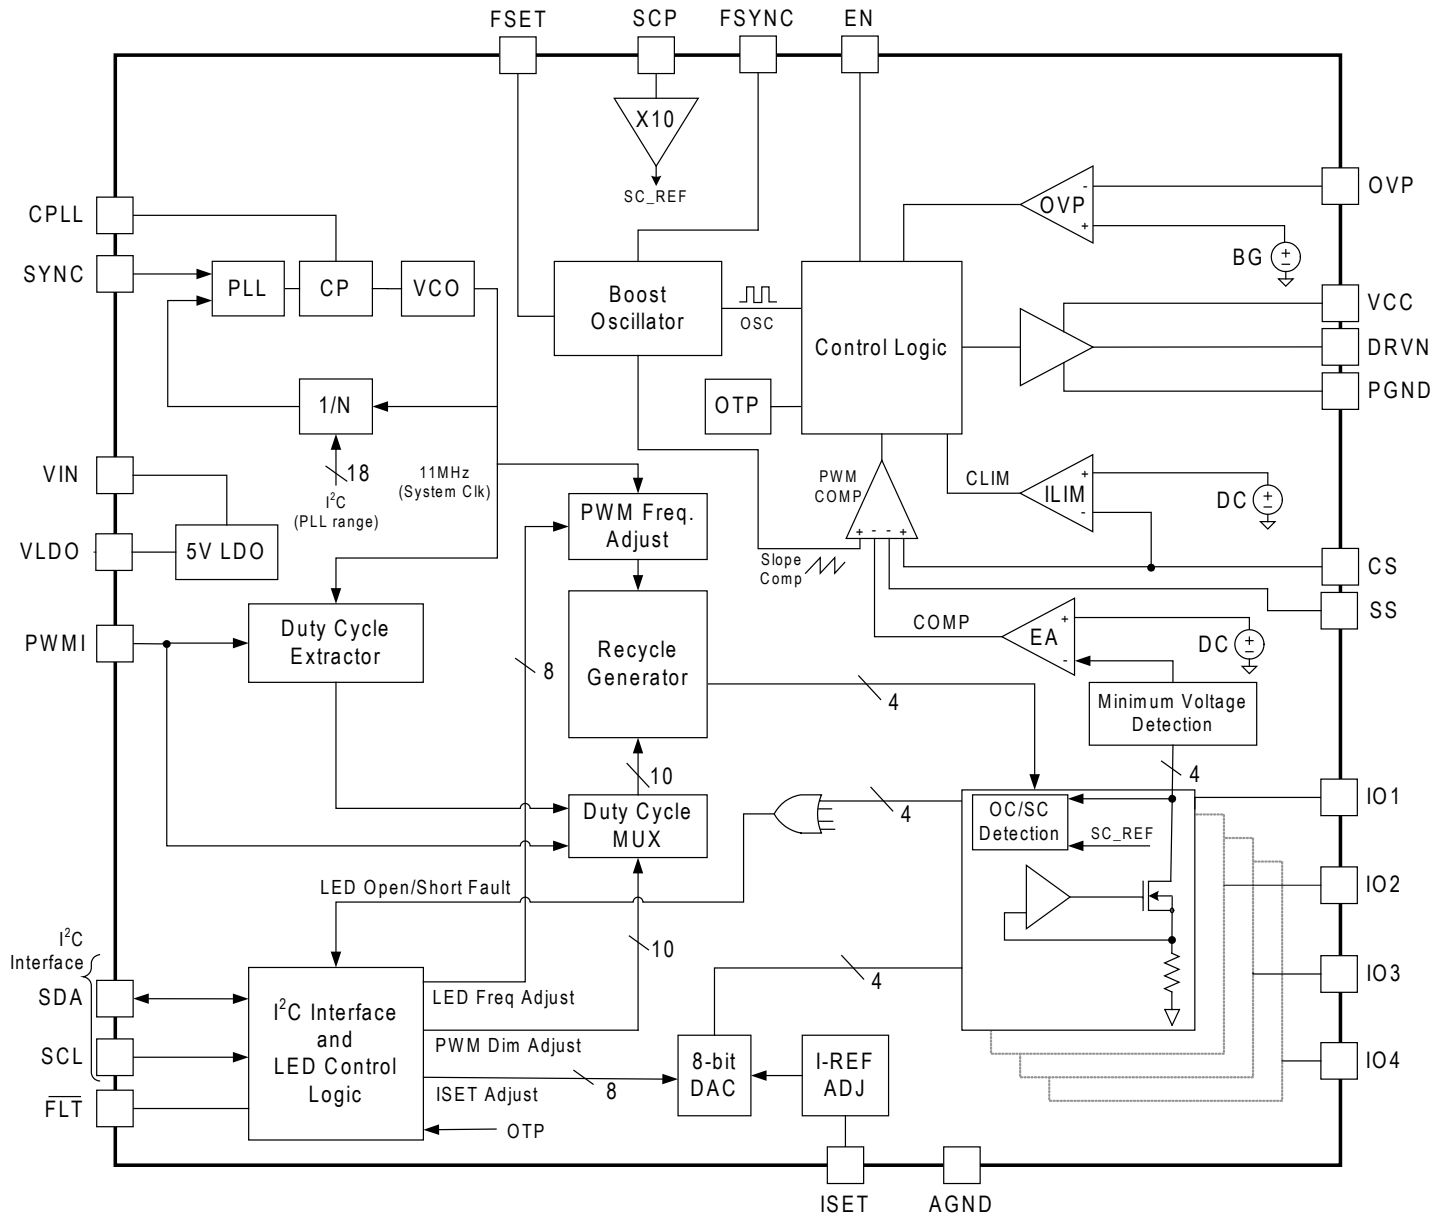 FSET
SCP
FSYNC
EN
X10
SC_REF
OVP
OVP
-
+
BG
+
-
CPLL
SYNC
PLL
CP
VCO
Boost
Oscillator
OSC
Control Logic
VCC
DRVN
PGND
1/N
OTP
18
I²C
(PLL range)
11MHz
(System Clk)
VIN
VLDO
5V LDO
PWM Freq.
Adjust
PWM
COMP
CLIM
ILIM
+
-
DC
+
-
+ - - +
Slope
Comp
CS
SS
PWMI
Duty Cycle
Extractor
8
Recycle
Generator
COMP
EA
+
-
DC
+
-
4
Minimum Voltage
Detection
4
10
Duty Cycle
MUX
4
OC/SC
Detection
SC_REF
IO1
IO2
IO3
IO4
LED Open/Short Fault
10
4
I²C
Interface
SDA
SCL
FLT
I²C Interface
and
LED Control
Logic
LED Freq Adjust
PWM Dim Adjust
ISET Adjust
8
OTP
8-bit
DAC
I-REF
ADJ
ISET
AGND